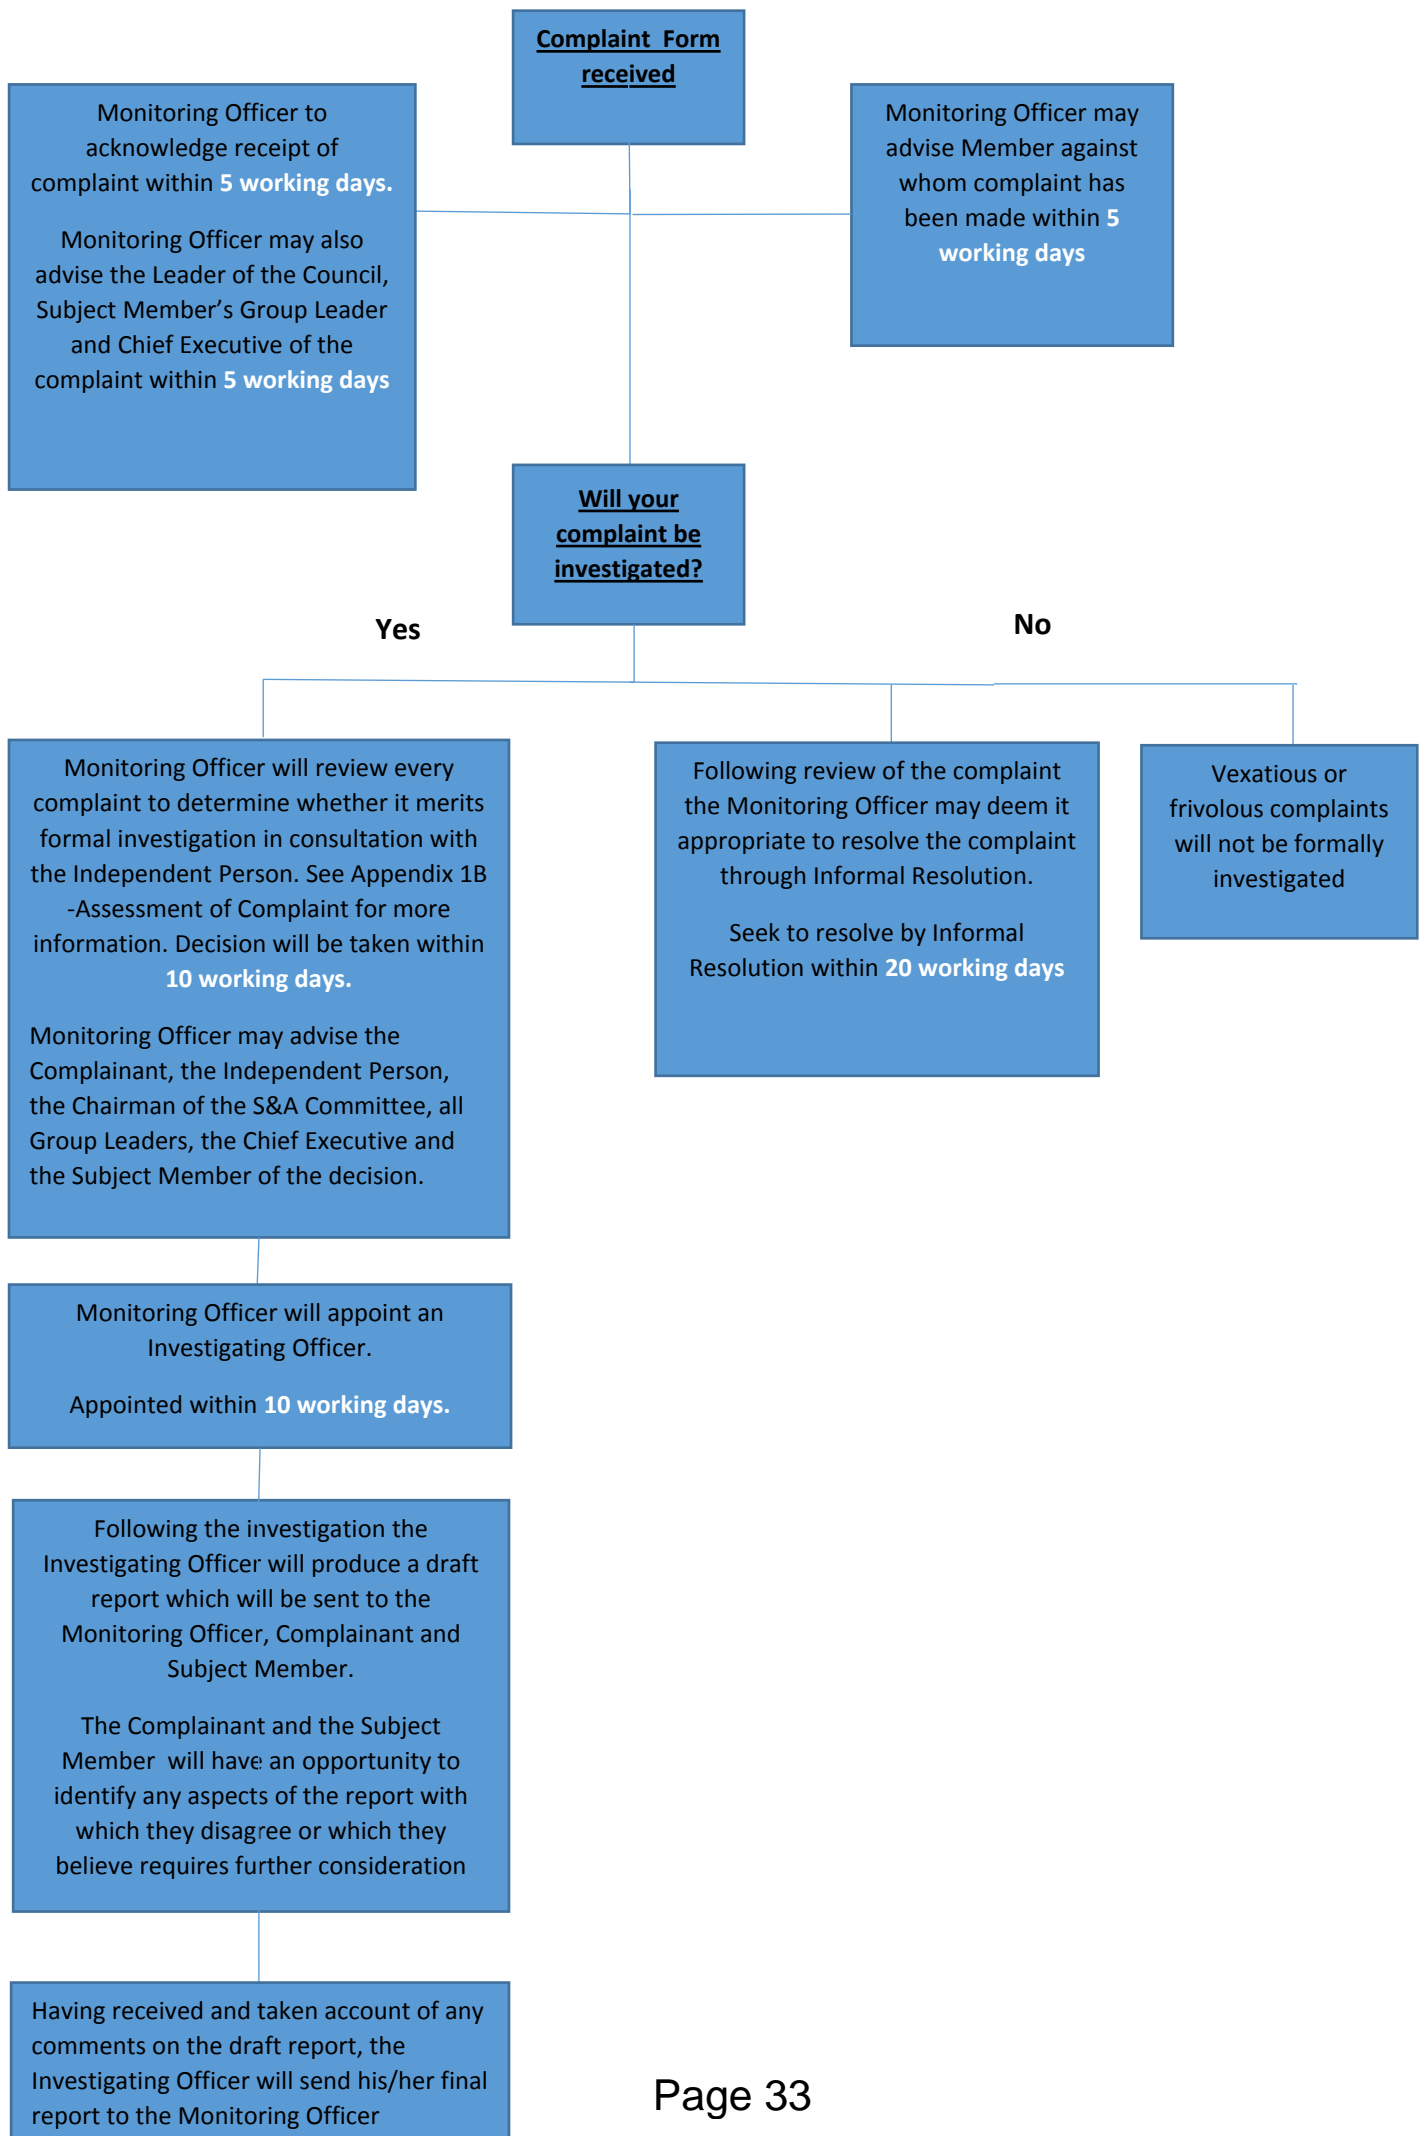 Complaint  Form
received
Monitoring Officer to
acknowledge receipt of
complaint within 5 working days.
Monitoring Officer may also
advise the Leader of the Council,
Subject Member’s Group Leader
and Chief Executive of the
complaint within 5 working days
Monitoring Officer may
advise Member against
whom complaint has
been made within 5
working days
Will your
complaint be
investigated?
Yes
No
Monitoring Officer will review every
complaint to determine whether it merits
formal investigation in consultation with
the Independent Person. See Appendix 1B
-Assessment of Complaint for more
information. Decision will be taken within
10 working days.
Monitoring Officer may advise the
Complainant, the Independent Person,
the Chairman of the S&A Committee, all
Group Leaders, the Chief Executive and
the Subject Member of the decision.
Following review of the complaint
the Monitoring Officer may deem it
appropriate to resolve the complaint
through Informal Resolution.
Seek to resolve by Informal
Resolution within 20 working days
Vexatious or
frivolous complaints
will not be formally
investigated
Monitoring Officer will appoint an
Investigating Officer.
Appointed within 10 working days.
Following the investigation the
Investigating Officer will produce a draft
report which will be sent to the
Monitoring Officer, Complainant and
Subject Member.
The Complainant and the Subject
Member  will have an opportunity to
identify any aspects of the report with
which they disagree or which they
believe requires further consideration
Having received and taken account of any
comments on the draft report, the
Investigating Officer will send his/her final
report to the Monitoring Officer
Page 33